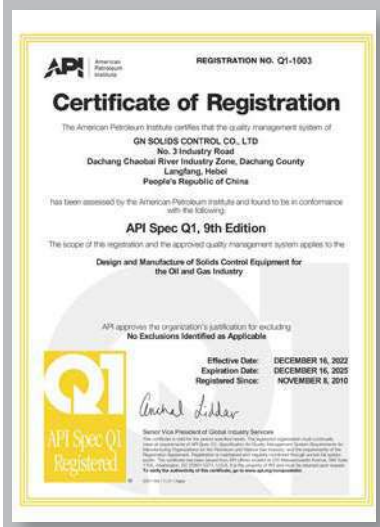 API
American
Petroleum
Institute
REGISTRATION NO. Q1-1003
Certificate of Registration
The American Petroleum Institute certifies that the quality management system of
GN SOLIDS CONTROL CO., LTD
No. 3 Industry Road
Dachang Chaobai River Industry Zone, Dachang County
Langfang, Hebei
People's Republic of China
has been assessed by the American Petroleum Institute and found to be in conformance
with the following:
API Spec Q1, 9th Edition
The scope of this registration and the approved quality management system applies to the
Design and Manufacture of Solids Control Equipment for
the Oil and Gas Industry
API approves the organization's justification for excluding
No Exclusions Identified as Applicable
Effective Date: DECEMBER 16, 2022
Expiration Date: DECEMBER 16, 2025
Registered Since: NOVEMBER 8, 2010
Q1
API Spec Q1
Registered
Senior Vice President of Global Industry Services